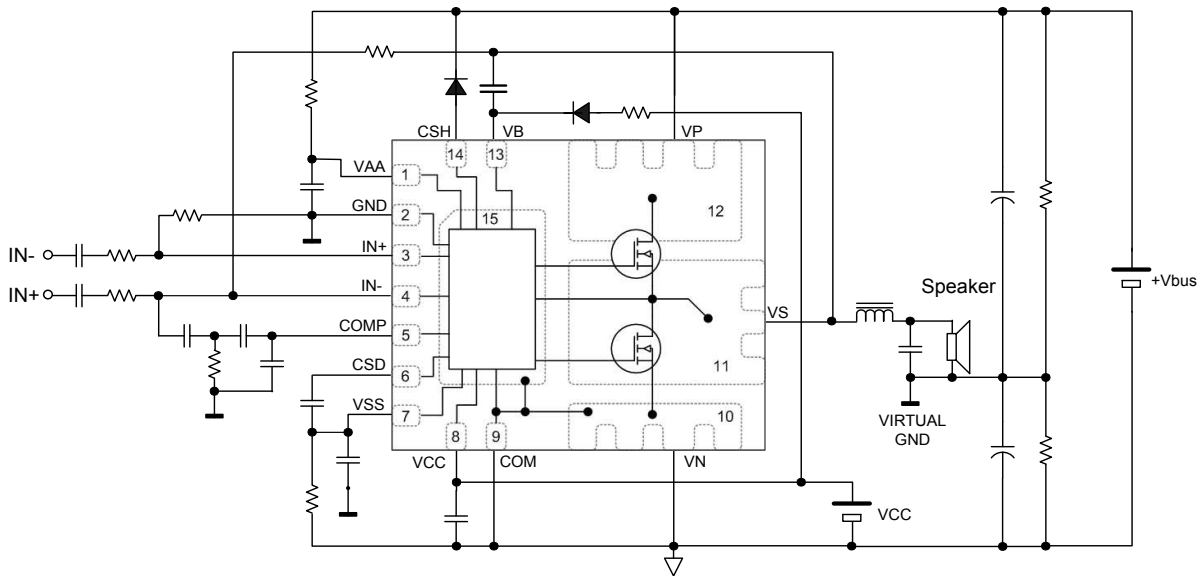 CSH
VB
VP
14
13
VAA
1
12
GND
2
15
IN-
IN+
3
IN+
IN-
4
Speaker
+Vbus
VS
COMP
5
CSD
6
11
VSS
7
10
VIRTUAL
GND
8
9
VCC
COM
VN
VCC